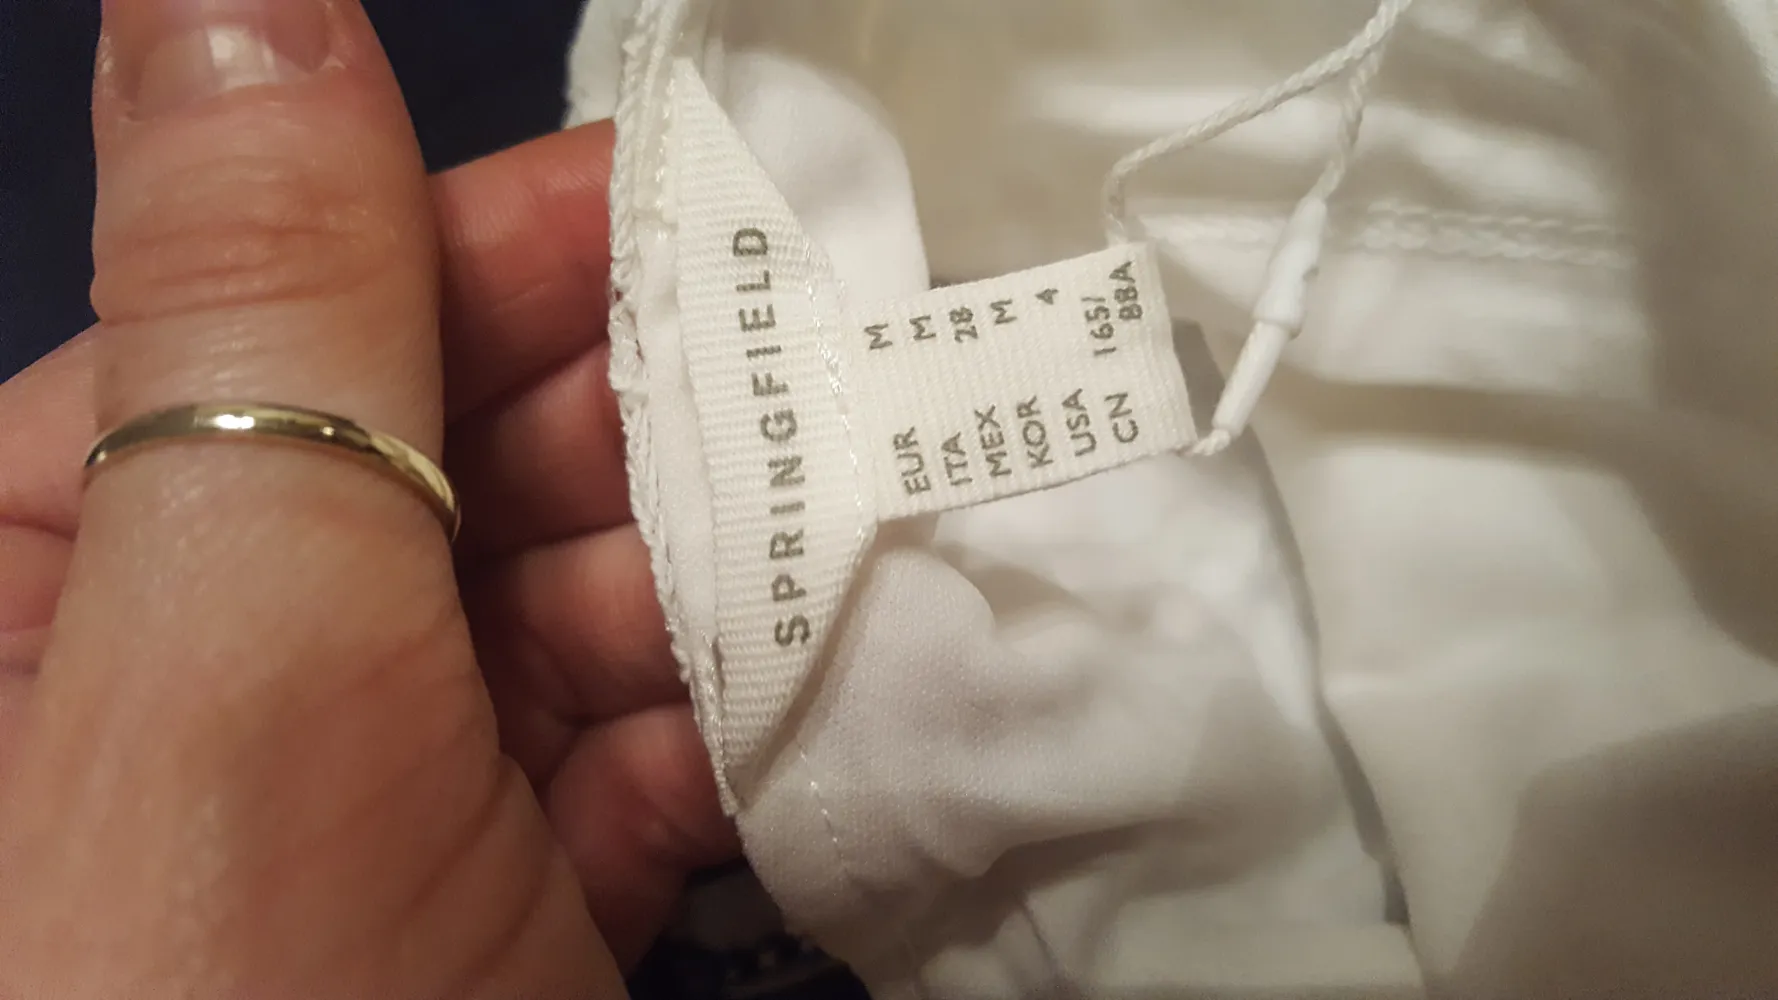 SPRINGFIELD
EUR M
ITA M
MEX 28
KOR M
USA 4
CN 165/
88A